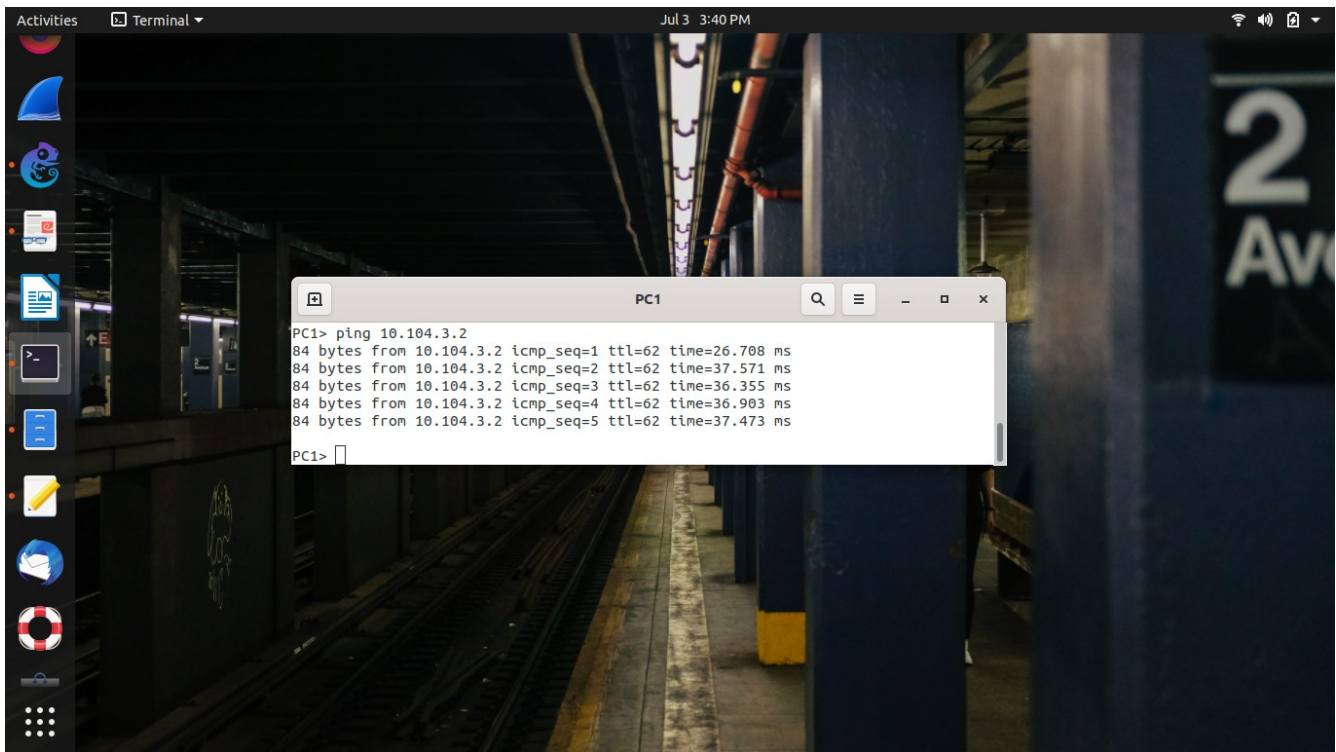 Activities
Terminal
Jul 3 3:40 PM
2
Av
PC1
PC1> ping 10.104.3.2
84 bytes from 10.104.3.2 icmp_seq=1 ttl=62 time=26.708 ms
84 bytes from 10.104.3.2 icmp_seq=2 ttl=62 time=37.571 ms
84 bytes from 10.104.3.2 icmp_seq=3 ttl=62 time=36.355 ms
84 bytes from 10.104.3.2 icmp_seq=4 ttl=62 time=36.903 ms
84 bytes from 10.104.3.2 icmp_seq=5 ttl=62 time=37.473 ms
PC1>